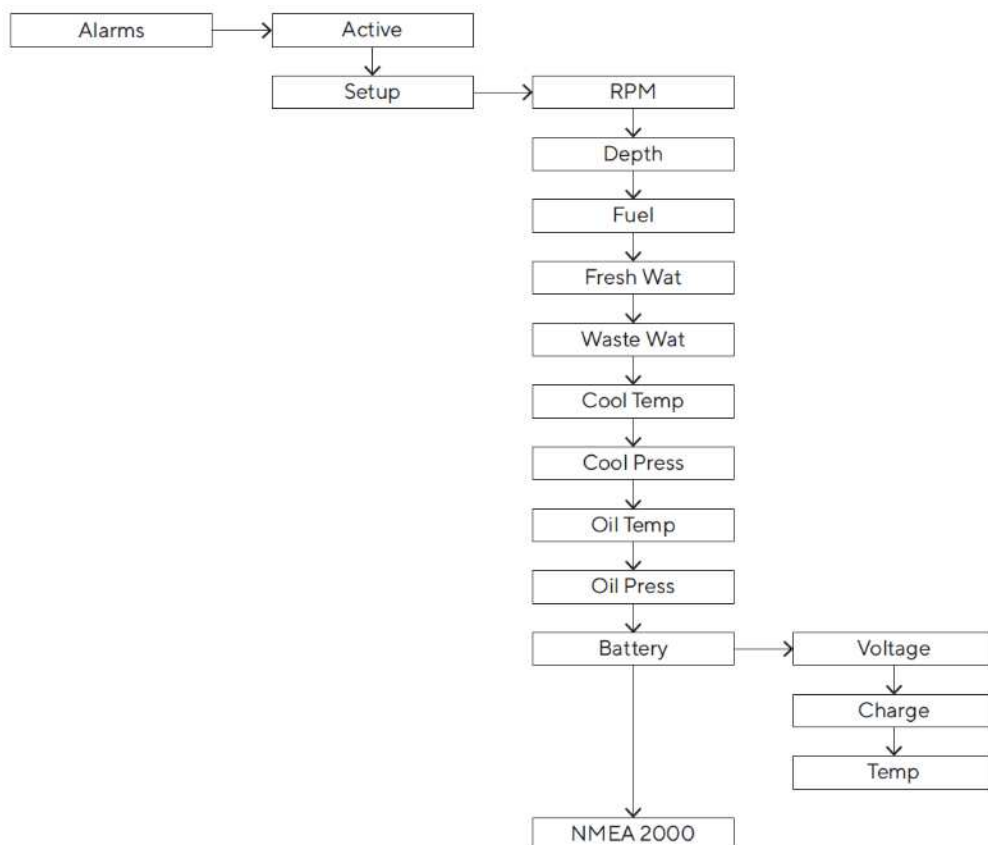 Alarms
Active
Setup
RPM
Depth
Fuel
Fresh Wat
Waste Wat
Cool Temp
Cool Press
Oil Temp
Oil Press
Battery
Voltage
Charge
Temp
NMEA 2000